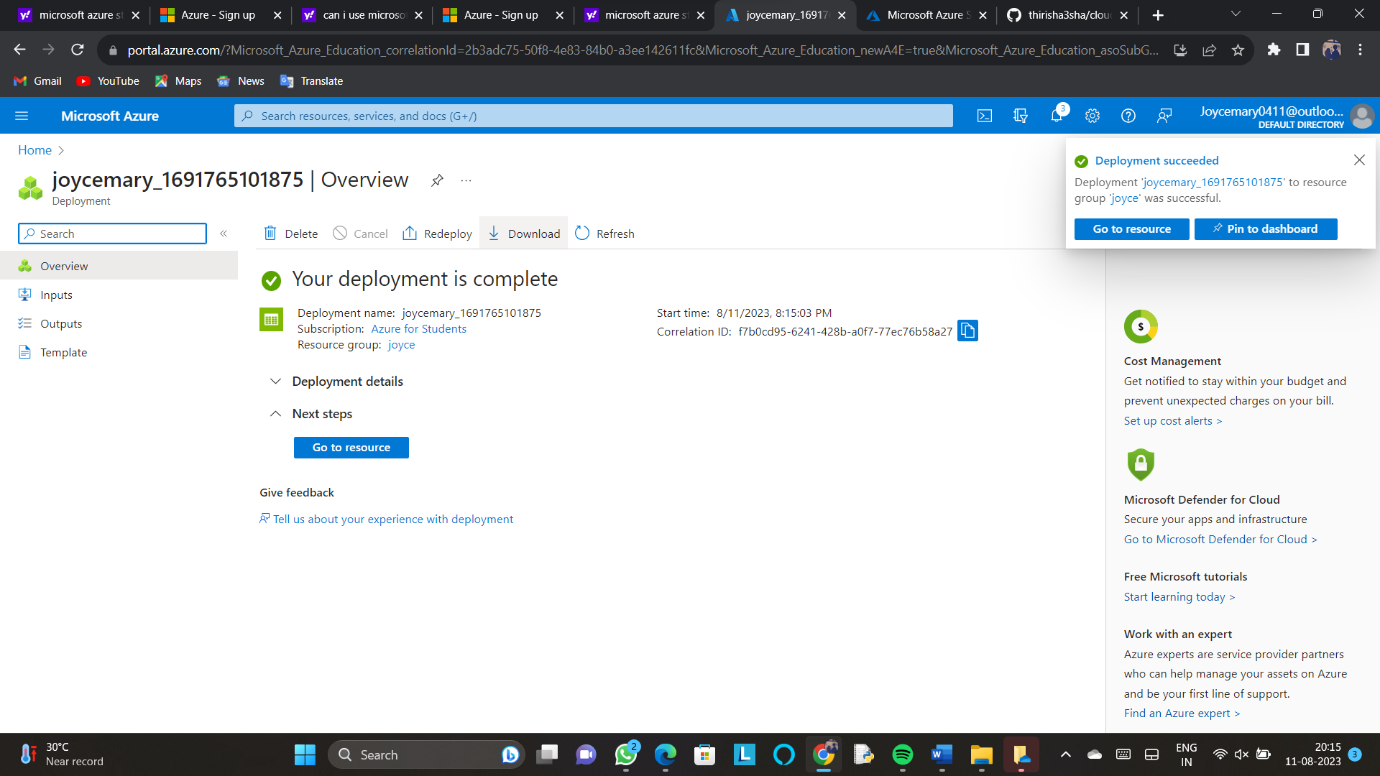 microsoft azure st
Azure - Sign up
can i use microso
Azure - Sign up
microsoft azure st
joycemary_16917
Microsoft Azure S
thirisha3sha/clou
portal.azure.com/?Microsoft_Azure_Education_correlationId=2b3adc75-50f8-4e83-84b0-a3ee142611fc&Microsoft_Azure_Education_newA4E=true&Microsoft_Azure_Education_asoSubG...
Gmail YouTube Maps News Translate
Microsoft Azure
Search resources, services, and docs (G+/)
3
Joycemary0411@outloo...
DEFAULT DIRECTORY
Home
joycemary_1691765101875 | Overview
Deployment
Deployment succeeded
Deployment 'joycemary_1691765101875' to resource
group 'joyce' was successful.
Go to resource
Pin to dashboard
Search
Delete Cancel Redeploy Download Refresh
Overview
Inputs
Outputs
Template
Your deployment is complete
Deployment name: joycemary_1691765101875
Subscription: Azure for Students
Resource group: joyce
Start time: 8/11/2023, 8:15:03 PM
Correlation ID: f7b0cd95-6241-428b-a0f7-77ec76b58a27
Deployment details
Next steps
Go to resource
Give feedback
Tell us about your experience with deployment
Cost Management
Get notified to stay within your budget and
prevent unexpected charges on your bill.
Set up cost alerts >
Microsoft Defender for Cloud
Secure your apps and infrastructure
Go to Microsoft Defender for Cloud >
Free Microsoft tutorials
Start learning today >
Work with an expert
Azure experts are service provider partners
who can help manage your assets on Azure
and be your first line of support.
Find an Azure expert >
30°C
Near record
Search
2
ENG
IN
20:15
11-08-2023
3